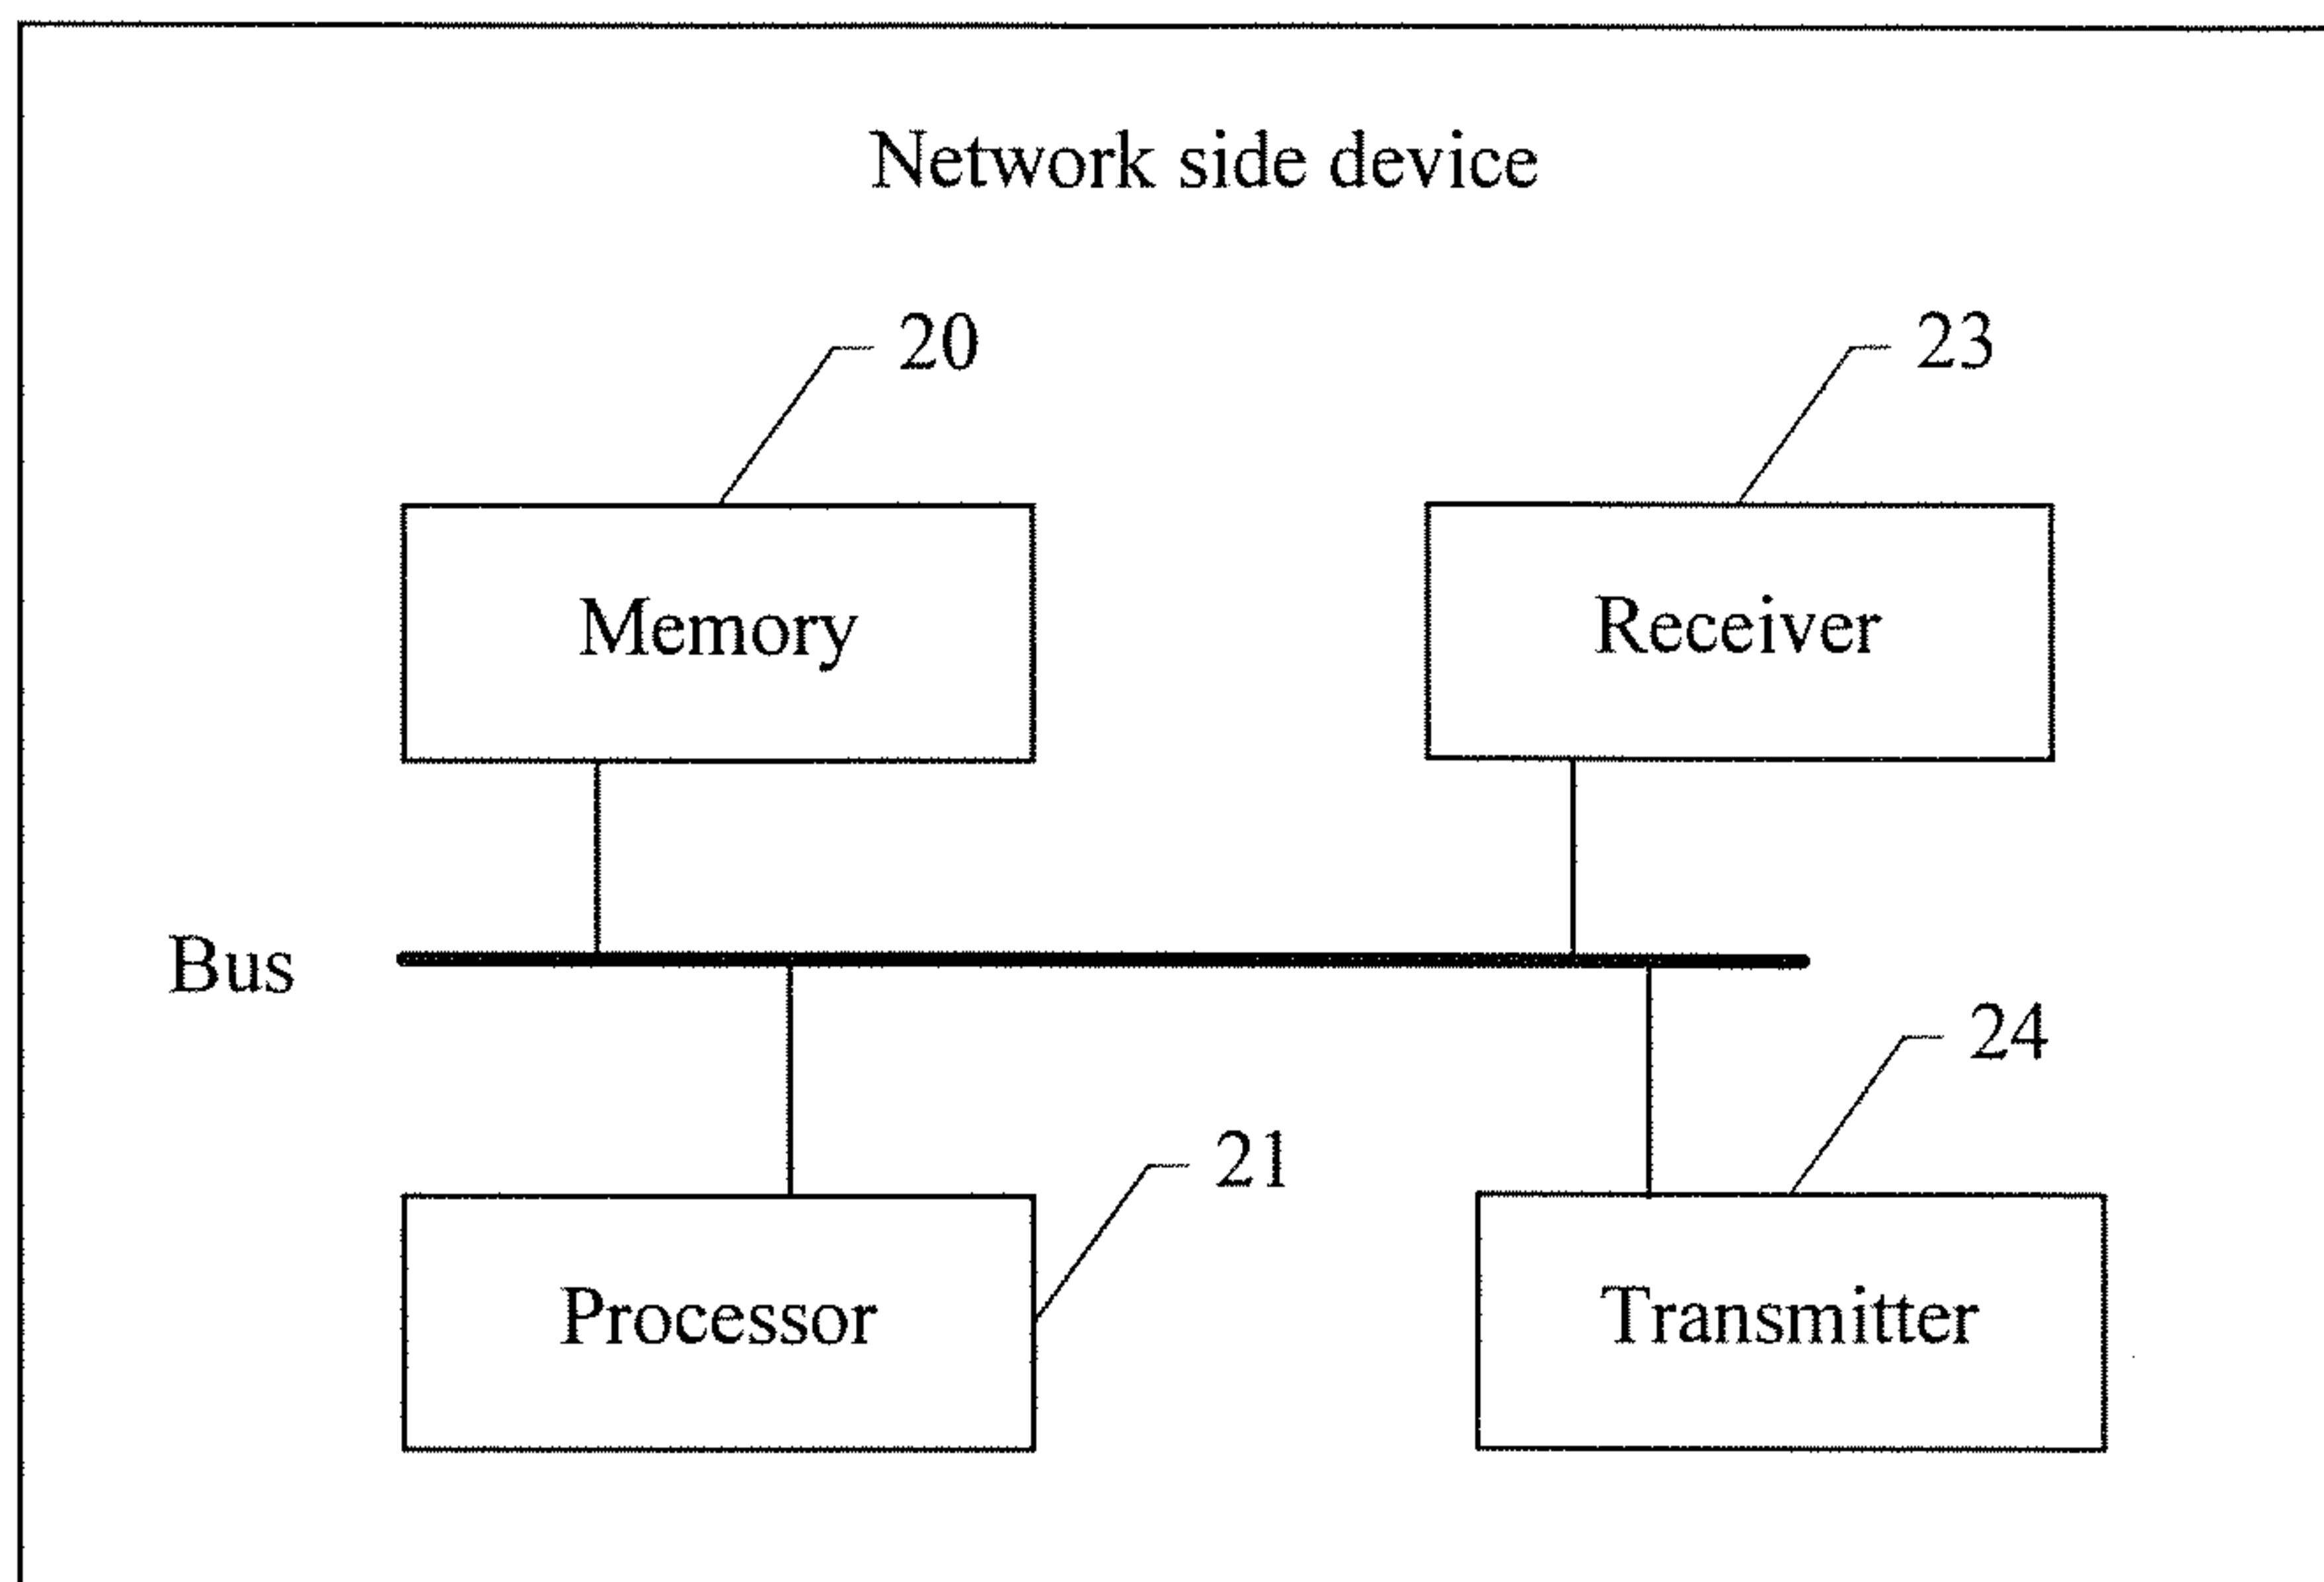 Network side device
20
23
Memory
Receiver
Bus
24
21
Processor
Transmitter